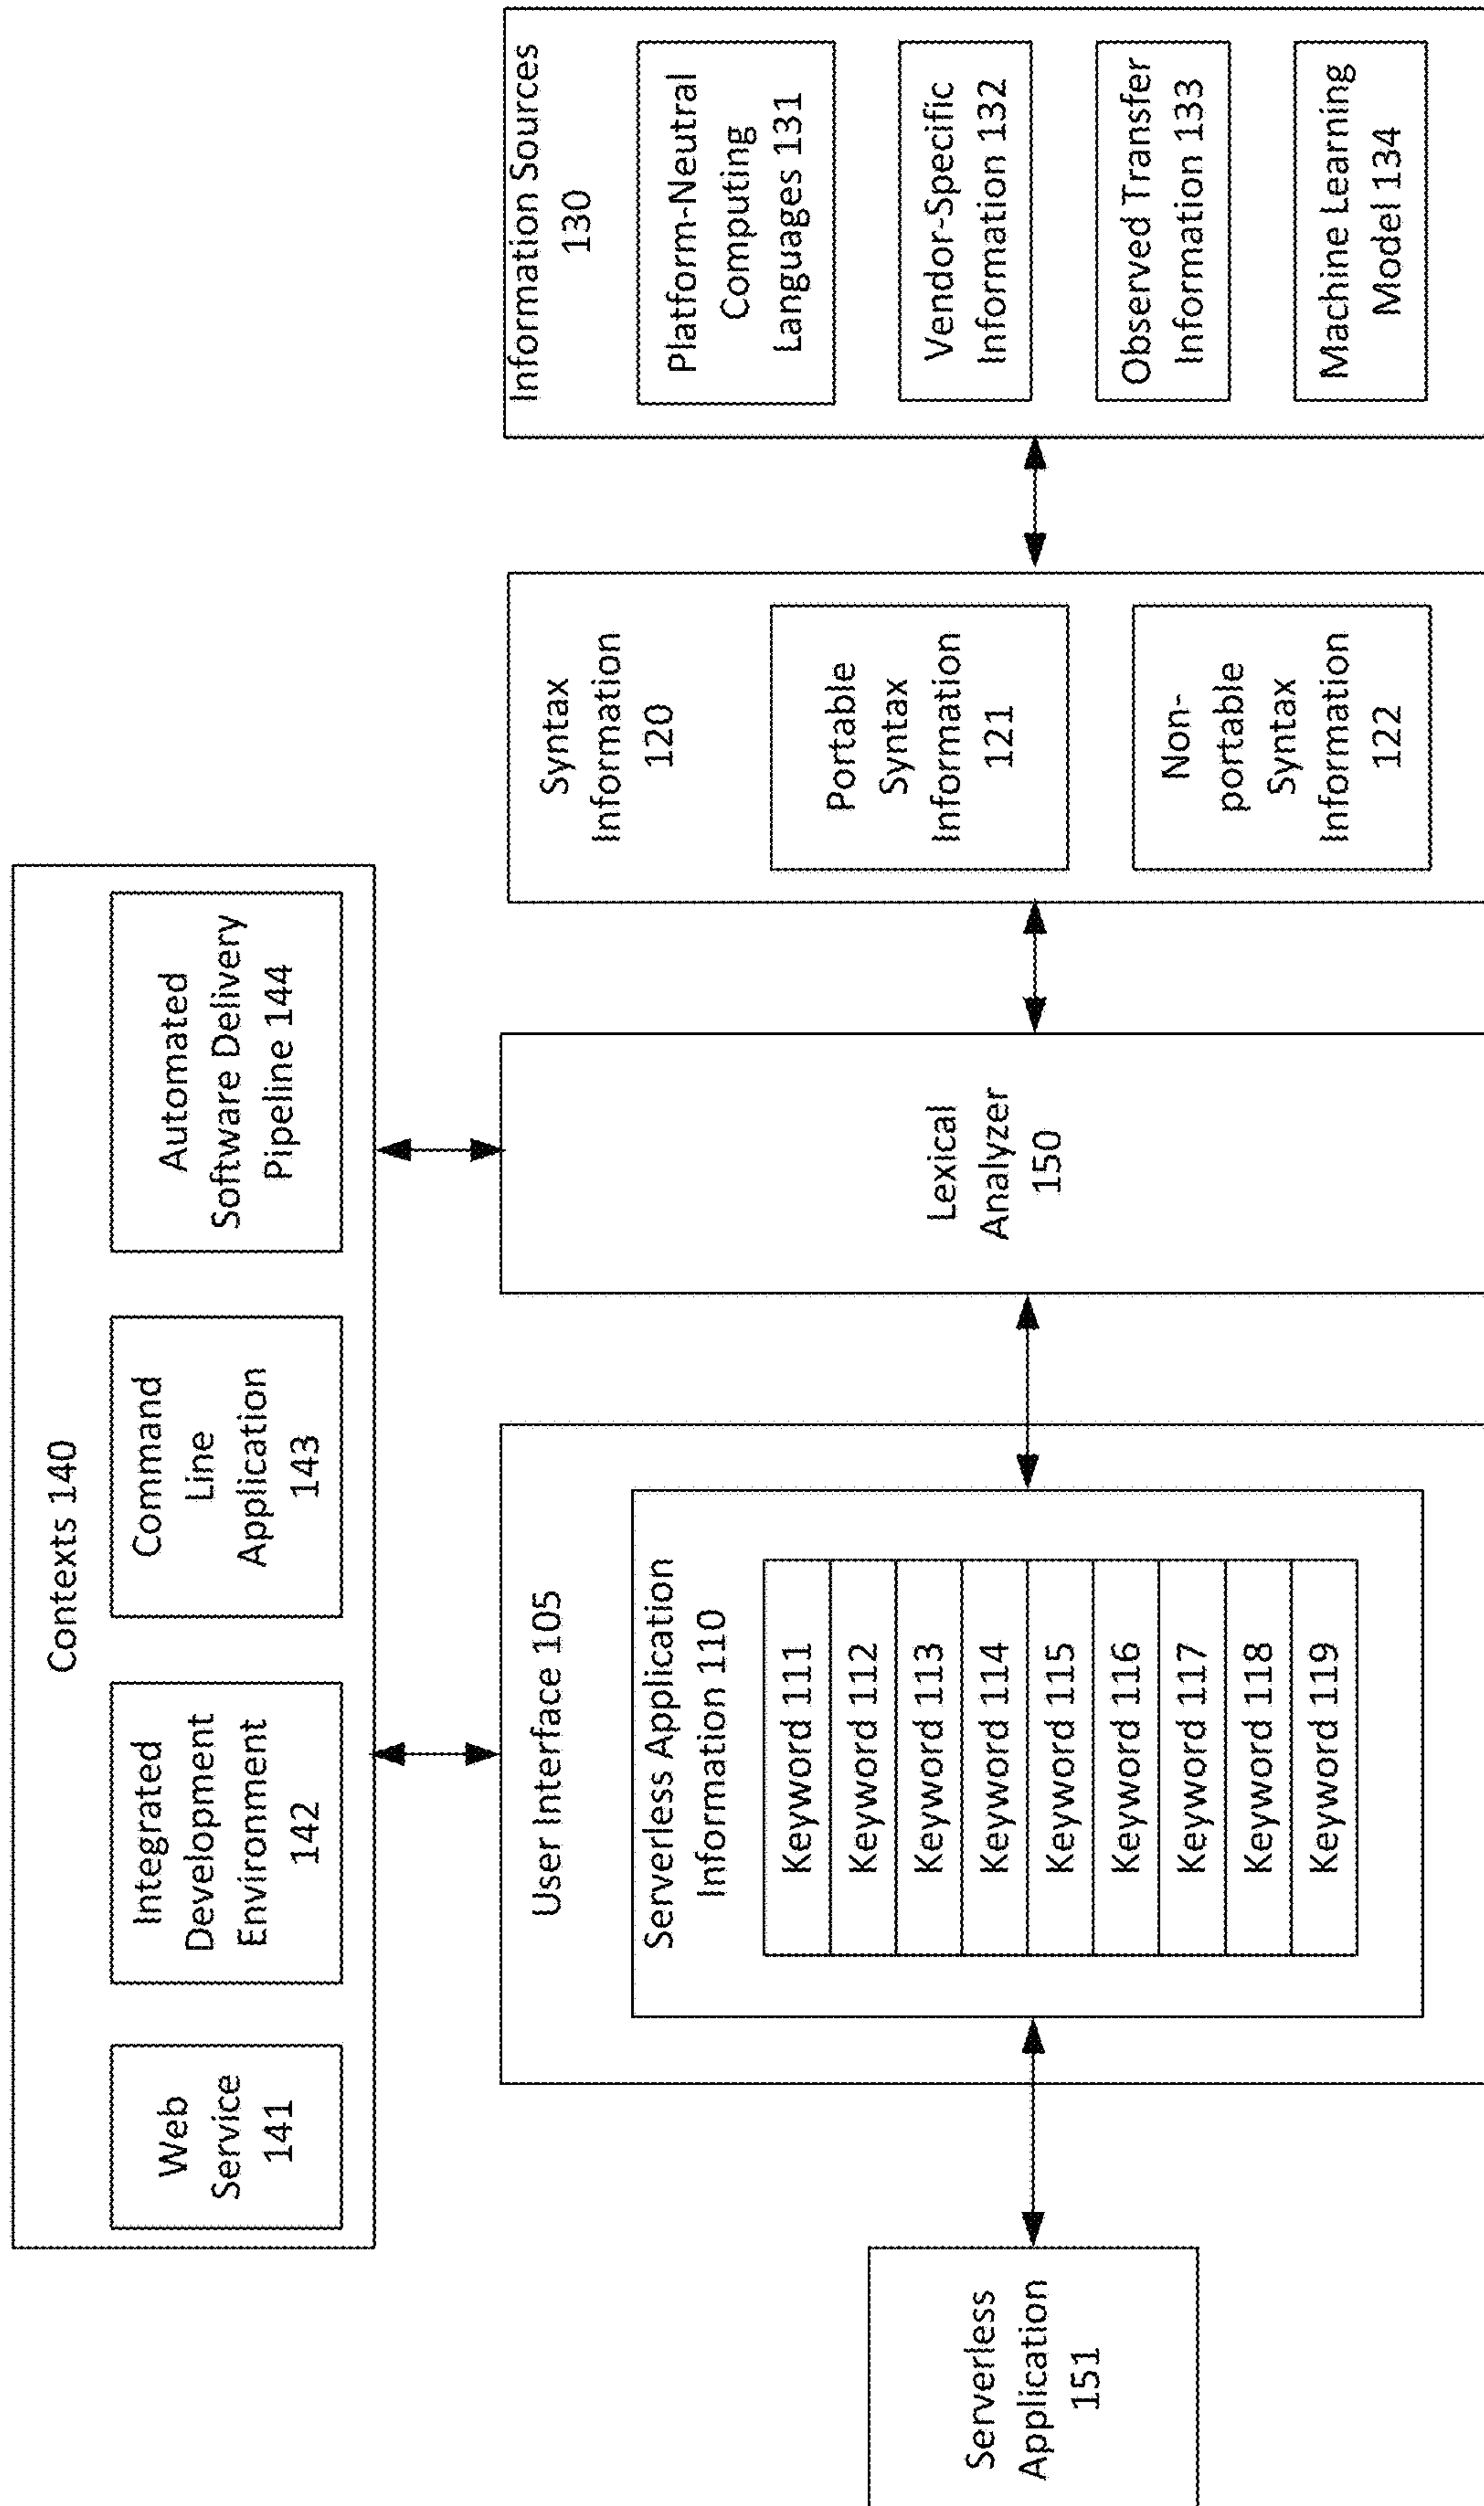 Contexts 140
Web
Service
141
Integrated
Development
Environment
142
Command
Line
Application
143
Automated
Software Delivery
Pipeline 144
Serverless
Application
151
User Interface 105
Serverless Application
Information 110
Keyword 111
Keyword 112
Keyword 113
Keyword 114
Keyword 115
Keyword 116
Keyword 117
Keyword 118
Keyword 119
Lexical
Analyzer
150
Syntax
Information
120
Portable
Syntax
Information
121
Non-
portable
Syntax
Information
122
Information Sources
130
Platform-Neutral
Computing
Languages 131
Vendor-Specific
Information 132
Observed Transfer
Information 133
Machine Learning
Model 134